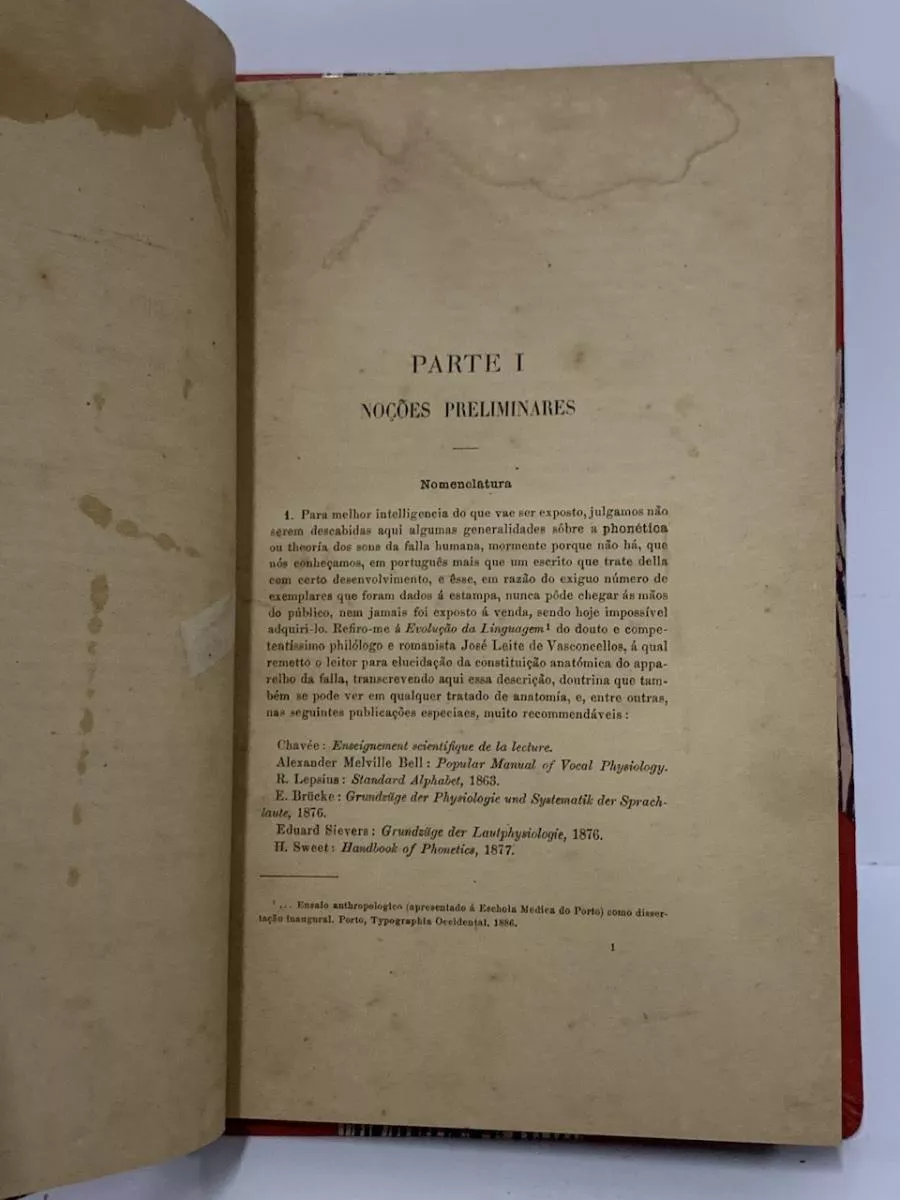 PARTE I
NOÇÕES PRELIMINARES
Nomenclatura
1. Para melhor intelligencia do que vae ser exposto, julgamos não
serem descabidas aqui algumas generalidades sôbre a phonética
ou theoría dos sons da falla humana, mormente porque não há, que
nós conheçamos, em português mais que um escrito que trate della
com certo desenvolvimento, e êsse, em razão do exiguo número de
exemplares que foram dados á estampa, nunca pôde chegar ás mãos
do público, nem jamais foi exposto á venda, sendo hoje impossível
adquiri-lo. Refiro-me á Evolução da Linguagem¹ do douto e compe-
tentíssimo philólogo e romanista José Leite de Vasconcellos, á qual
remetto o leitor para elucidação da constituição anatómica do appa-
relho da falla, transcrevendo aqui essa descrição, doutrina que tam-
bém se pode ver em qualquer tratado de anatomía, e, entre outras,
nas seguintes publicações especiaes, muito recommendáveis:
Chavée: Enseignement scientifique de la lecture.
Alexander Melville Bell: Popular Manual of Vocal Physiology.
R. Lepsius: Standard Alphabet, 1863.
E. Brücke: Grundzüge der Physiologie und Systematik der Sprach-
laute, 1876.
Eduard Sievers: Grundzüge der Lautphysiologie, 1876.
H. Sweet: Handbook of Phonetics, 1877.
¹ ... Ensaio anthropologico (apresentado á Eschola Medica do Porto) como disser-
tação inaugural. Porto, Typographia Occidental, 1886.
1